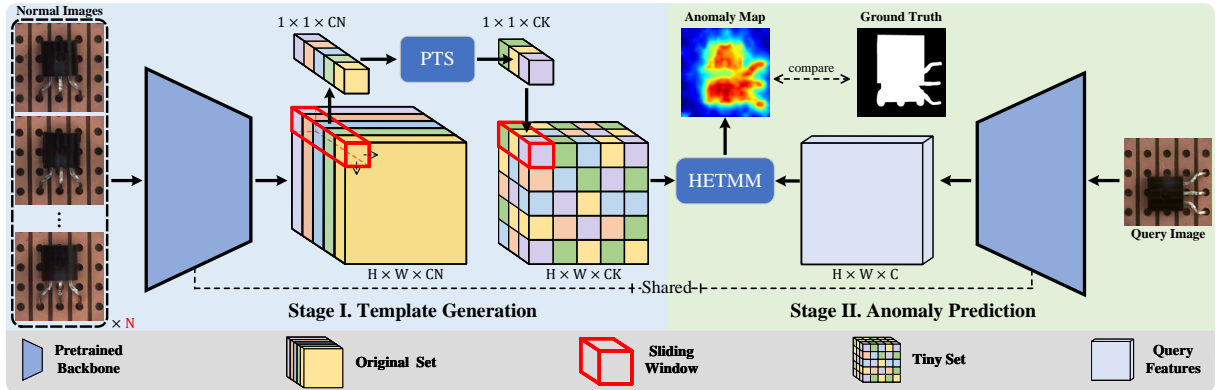 Normal Images
⋮
× N
1 × 1 × CN
PTS
1 × 1 × CK
H × W × CN
H × W × CK
Stage I. Template Generation
Shared
Anomaly Map
Ground Truth
compare
HETMM
H × W × C
Query Image
Stage II. Anomaly Prediction
Pretrained
Backbone
Original Set
Sliding
Window
Tiny Set
Query
Features